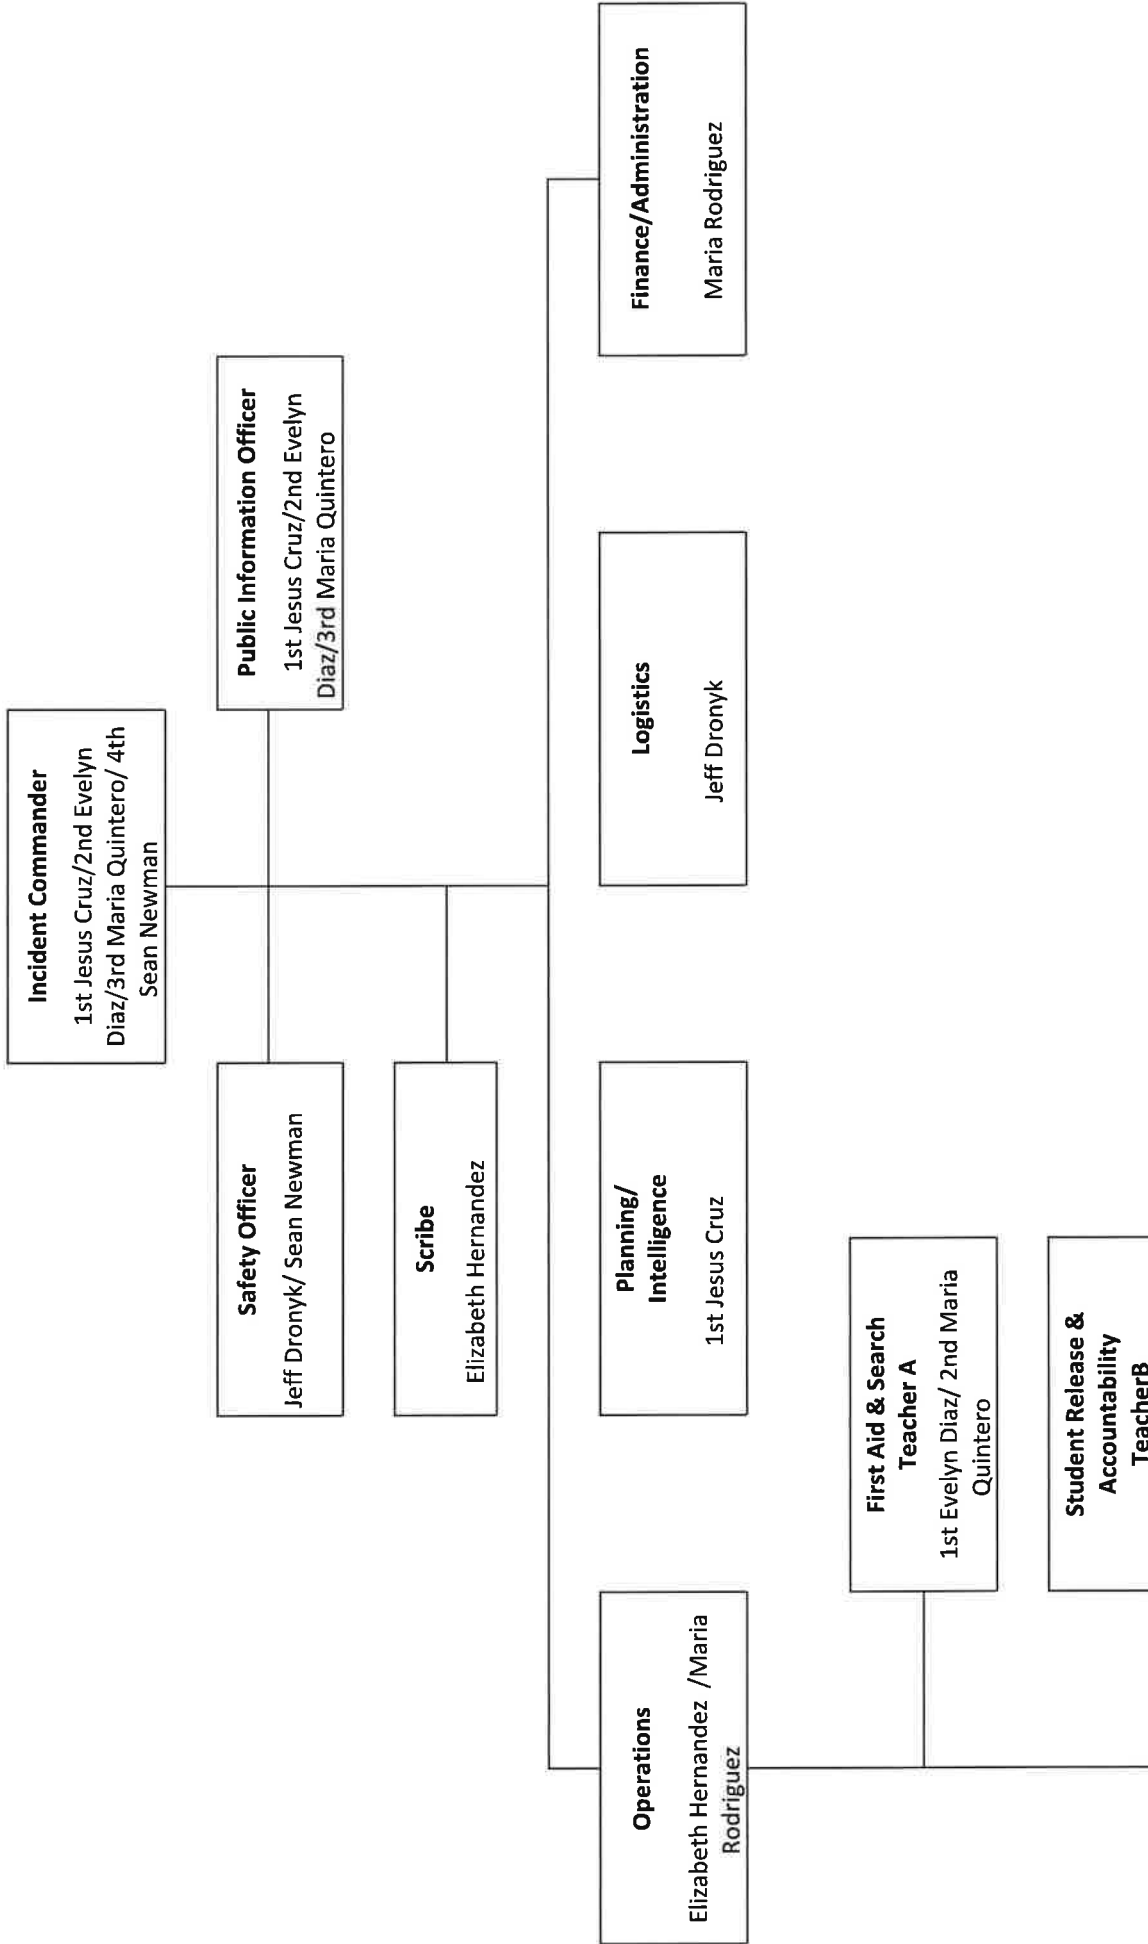 Incident Commander
1st Jesus Cruz/2nd Evelyn
Diaz/3rd Maria Quintero/ 4th
Sean Newman
Safety Officer
Jeff Dronyk/ Sean Newman
Public Information Officer
1st Jesus Cruz/2nd Evelyn
Diaz/3rd Maria Quintero
Scribe
Elizabeth Hernandez
Operations
Elizabeth Hernandez /Maria
Rodriguez
Planning/
Intelligence
1st Jesus Cruz
Logistics
Jeff Dronyk
Finance/Administration
Maria Rodriguez
First Aid & Search
Teacher A
1st Evelyn Diaz/ 2nd Maria
Quintero
Student Release &
Accountability
TeacherB